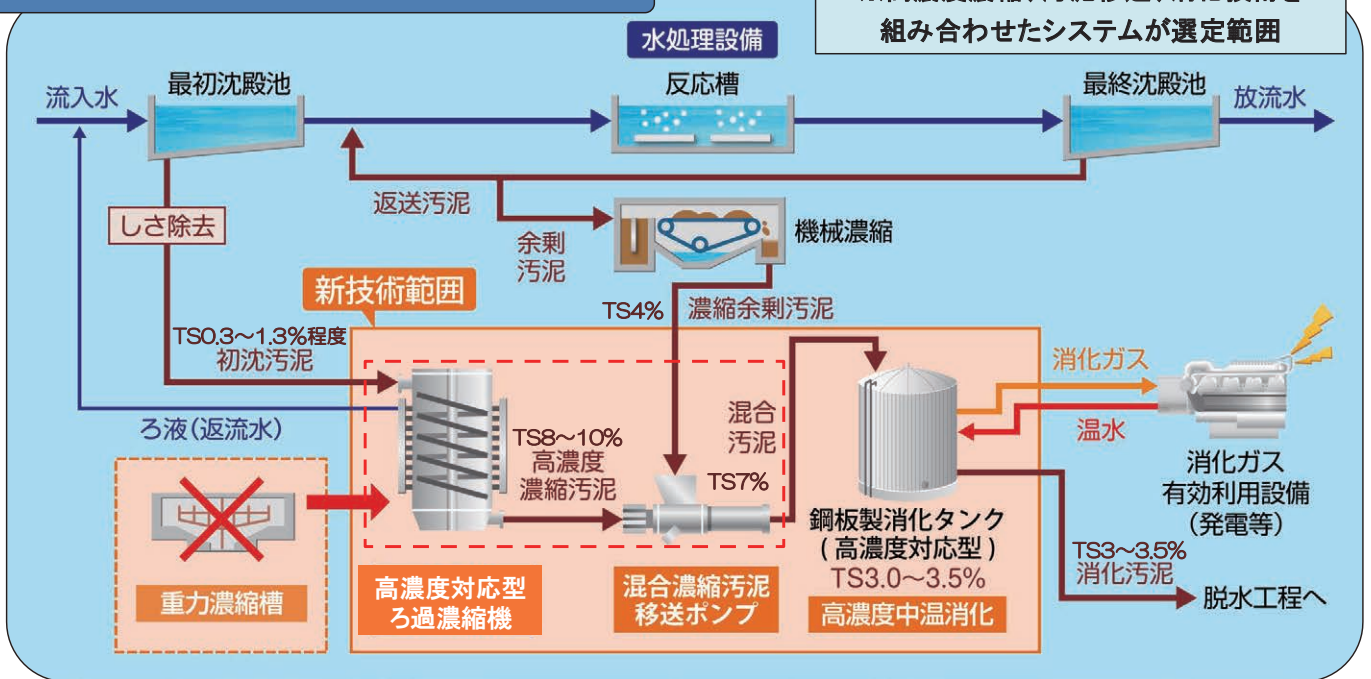 組み合わせたシステムが選定範囲
水処理設備
流入水
最初沈殿池
反応槽
最終沈殿池
放流水
返送汚泥
しさ除去
余剰
汚泥
機械濃縮
新技術範囲
TS4%
濃縮余剰汚泥
TS0.3～1.3%程度
初沈汚泥
消化ガス
温水
ろ液(返流水)
TS8～10%
高濃度
濃縮汚泥
混合
汚泥
TS7%
消化ガス
有効利用設備
(発電等)
鋼板製消化タンク
(高濃度対応型)
TS3.0～3.5%
TS3～3.5%
消化汚泥
脱水工程へ
重力濃縮槽
高濃度対応型
ろ過濃縮機
混合濃縮汚泥
移送ポンプ
高濃度中温消化